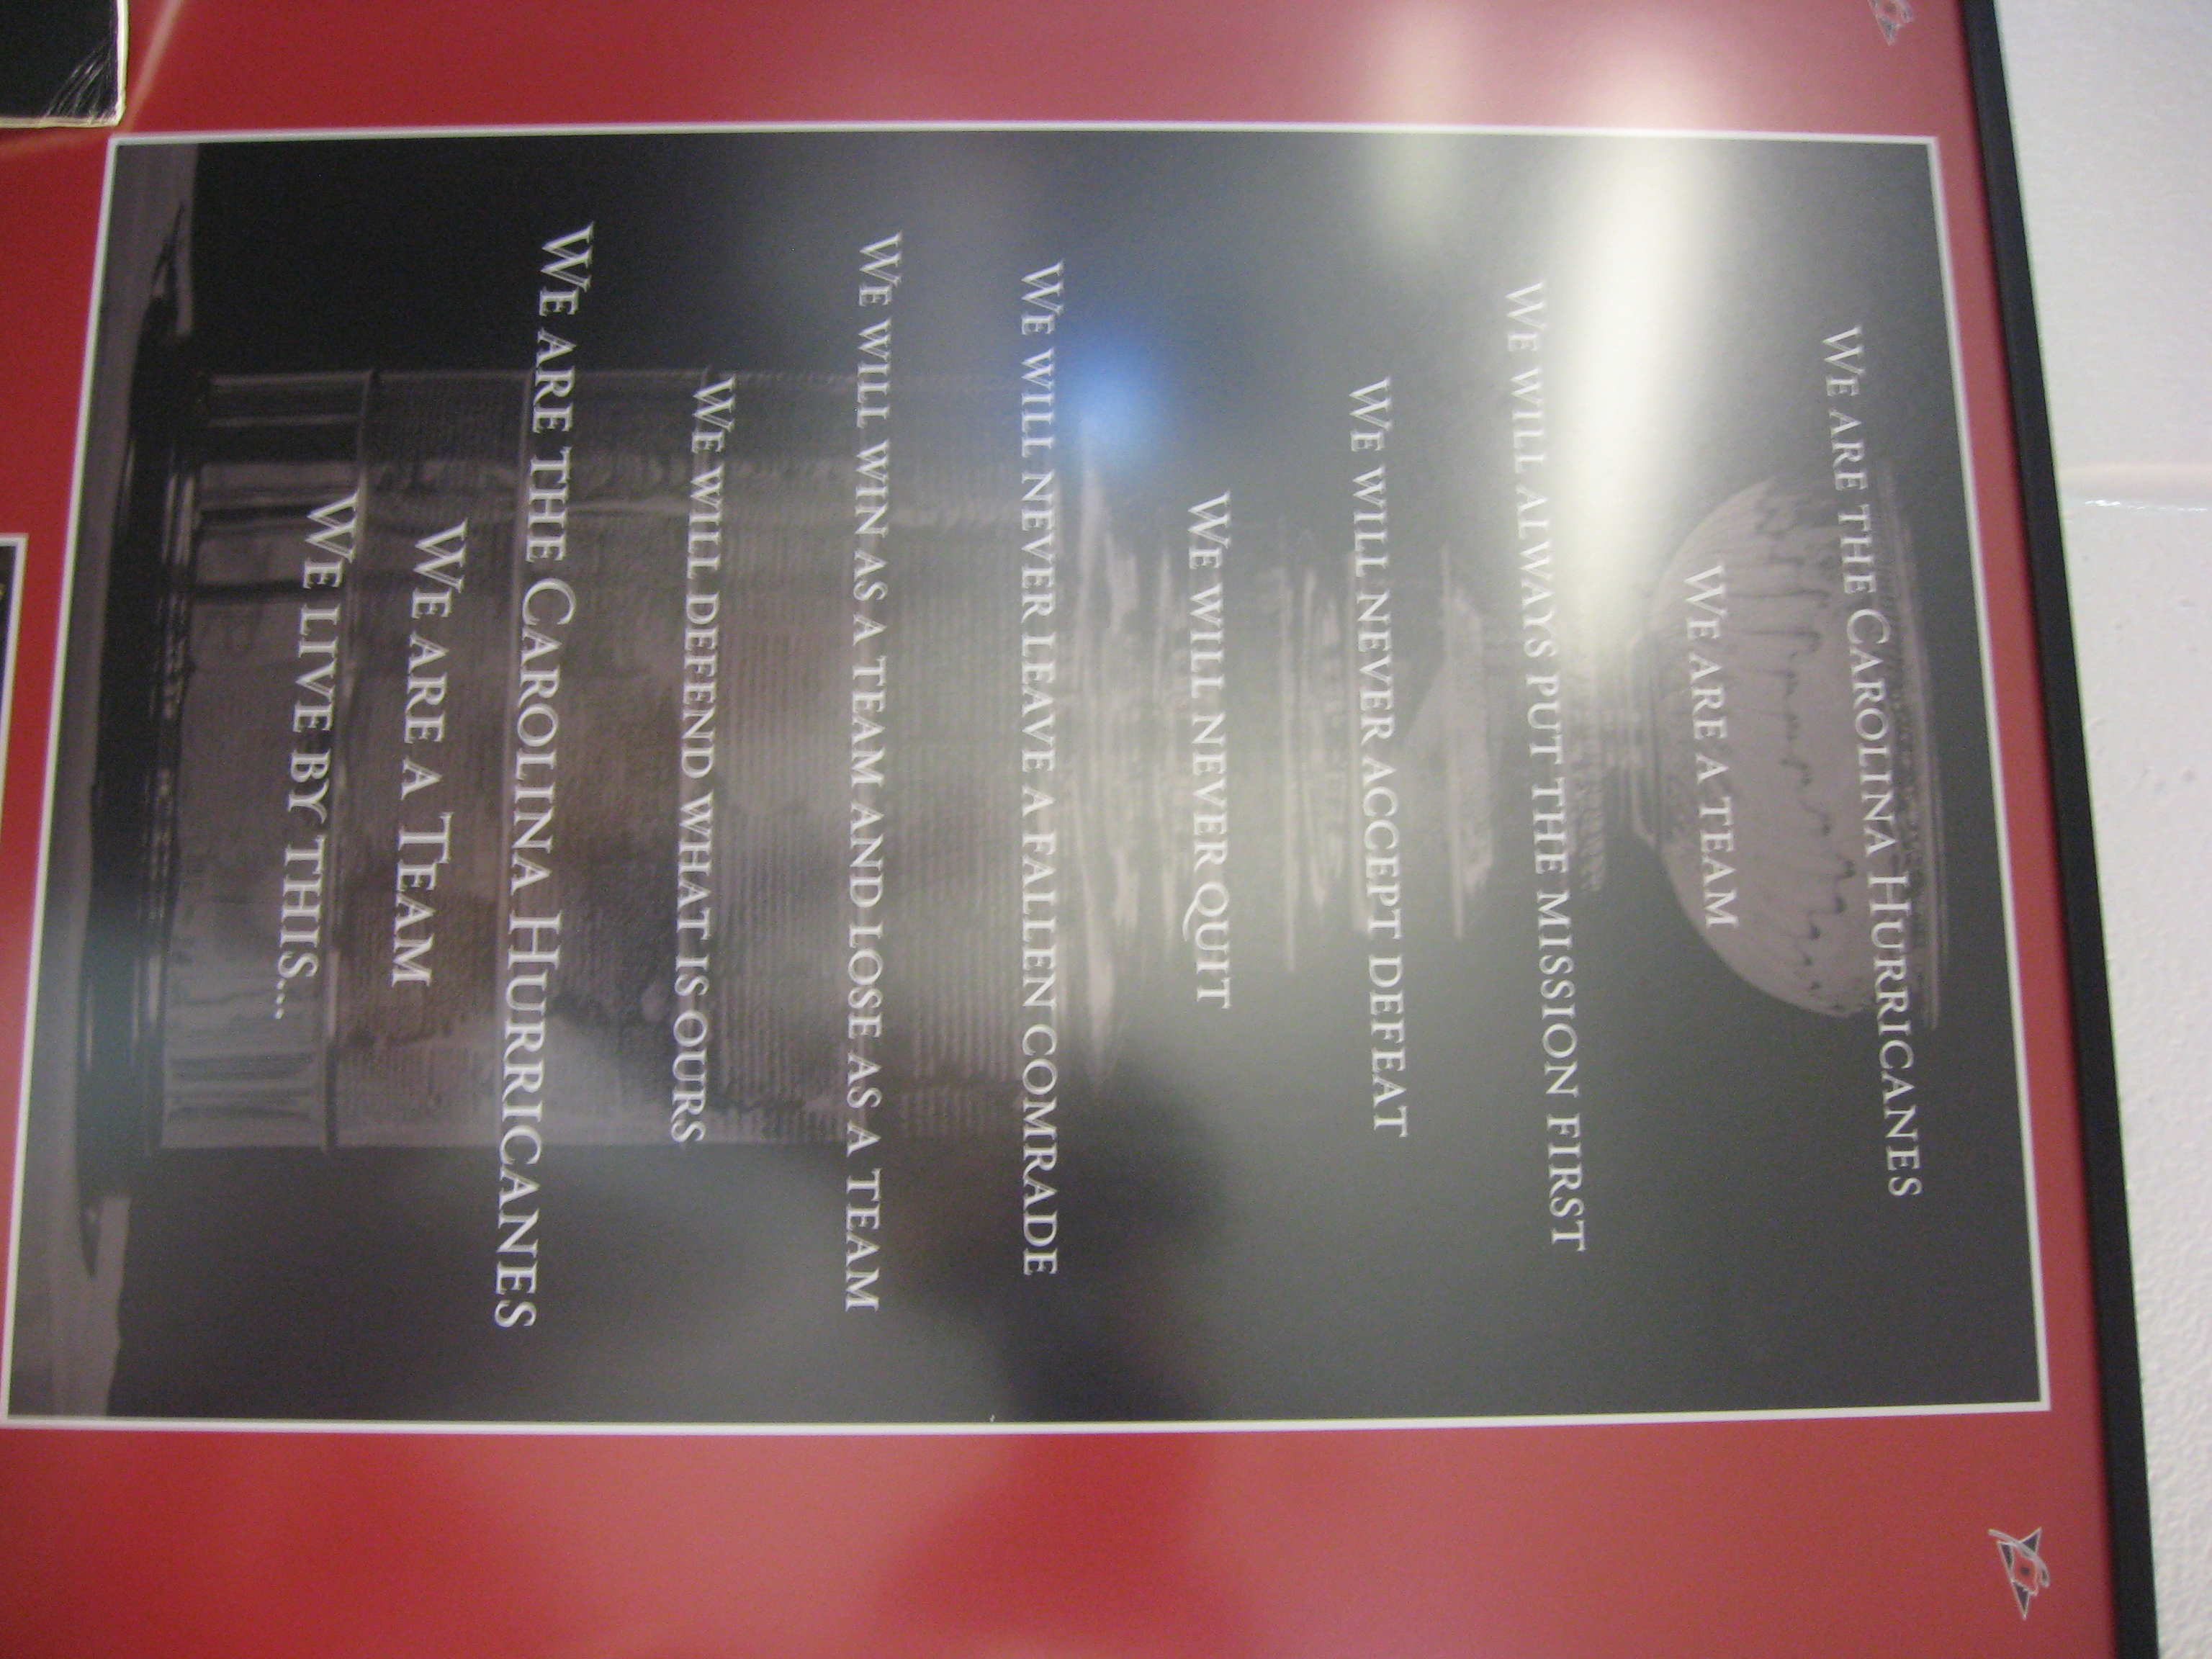 We are the Carolina Hurricanes
We are a team
We will always put the mission first
We will never accept defeat
We will never quit
We will never leave a fallen comrade
We will win as a team and lose as a team
We will defend what is ours
We are the Carolina Hurricanes
We are a Team
We live by this...